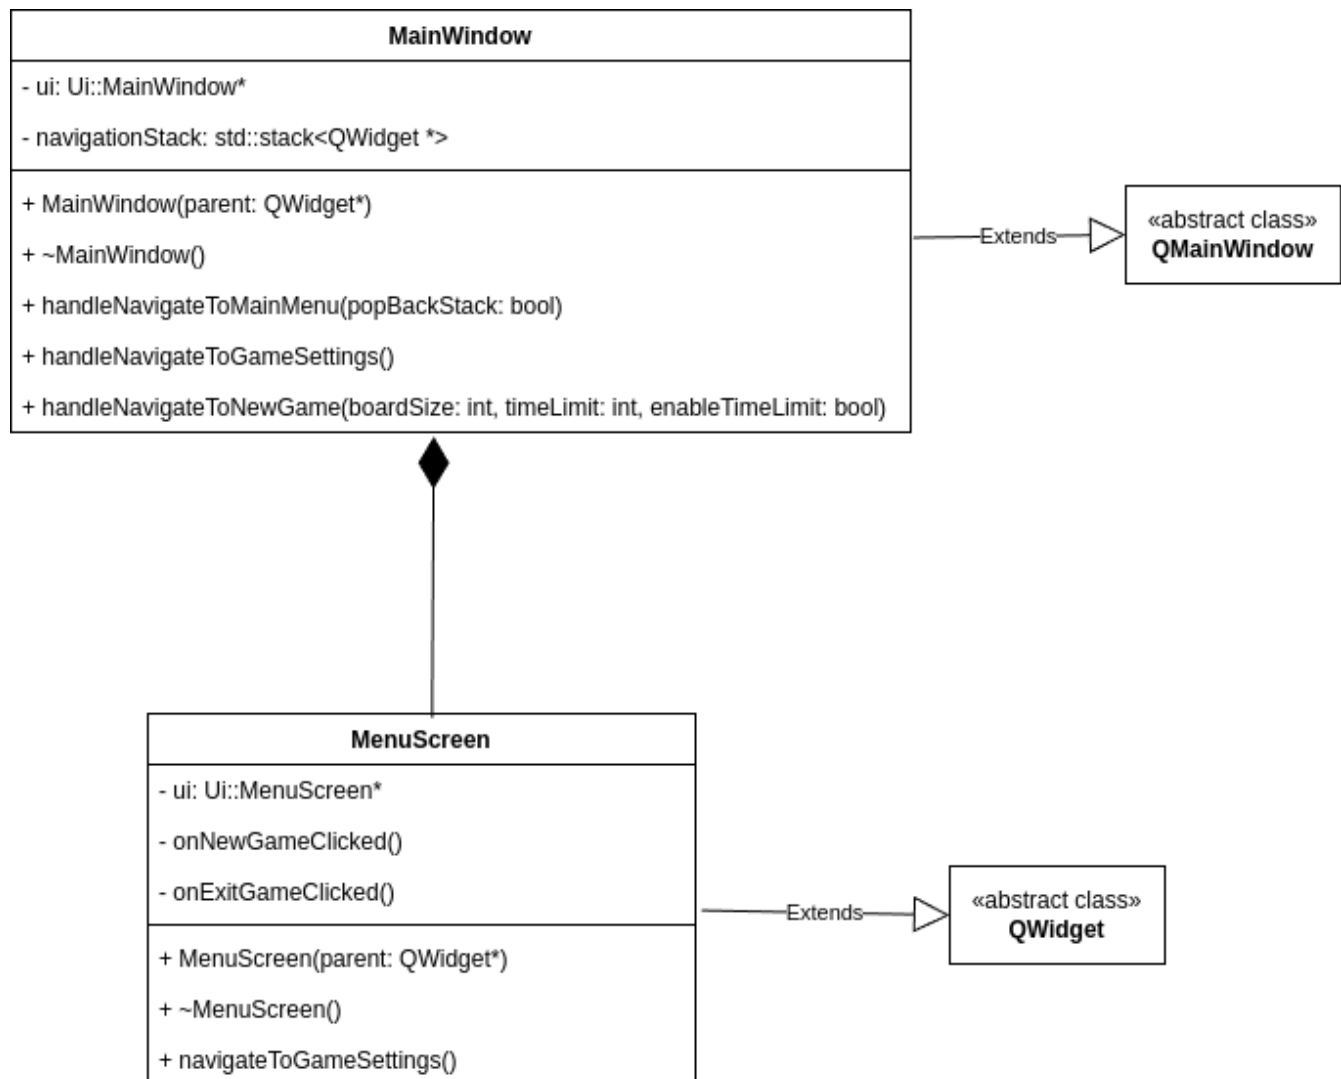 MainWindow
- ui: Ui::MainWindow*
- navigationStack: std::stack<QWidget *>
+ MainWindow(parent: QWidget*)
+ ~MainWindow()
+ handleNavigateToMainMenu(popBackStack: bool)
+ handleNavigateToGameSettings()
+ handleNavigateToNewGame(boardSize: int, timeLimit: int, enableTimeLimit: bool)
Extends
«abstract class»
QMainWindow
MenuScreen
- ui: Ui::MenuScreen*
- onNewGameClicked()
- onExitGameClicked()
+ MenuScreen(parent: QWidget*)
+ ~MenuScreen()
+ navigateToGameSettings()
Extends
«abstract class»
QWidget